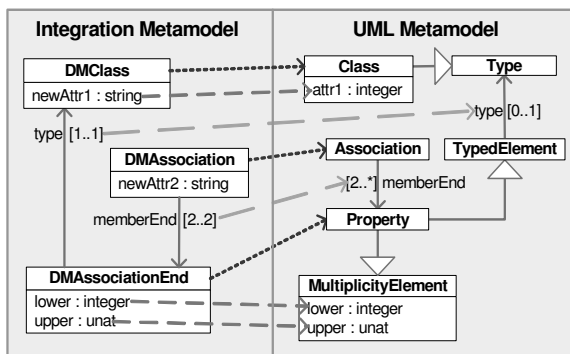 Integration Metamodel
UML Metamodel
DMClass
newAttr1 : string
Class
attr1 : integer
Type
type [1..1]
type [0..1]
DMAssociation
newAttr2 : string
Association
TypedElement
memberEnd [2..2]
[2..*] memberEnd
Property
DMAssociationEnd
lower : integer
upper : unat
MultiplicityElement
lower : integer
upper : unat